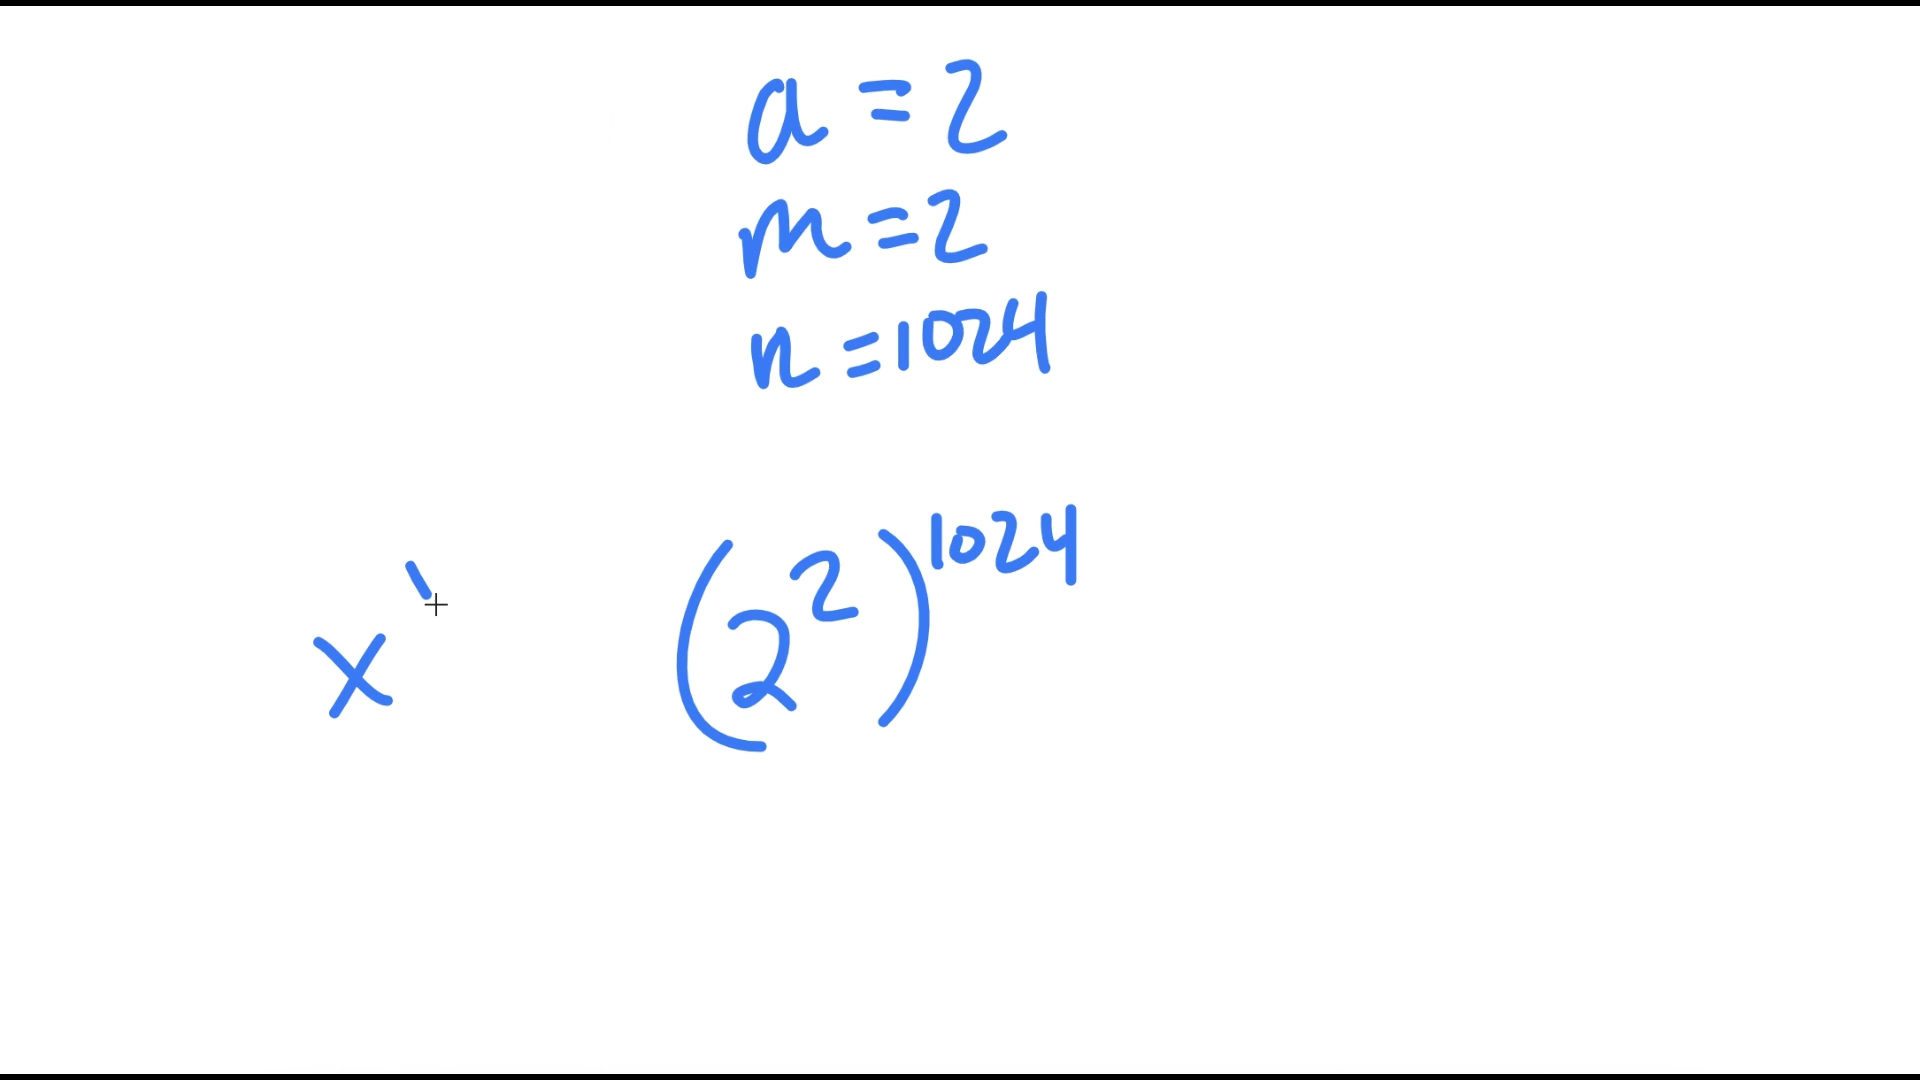 a = 2
m = 2
n = 1024
x (2²)¹⁰²⁴